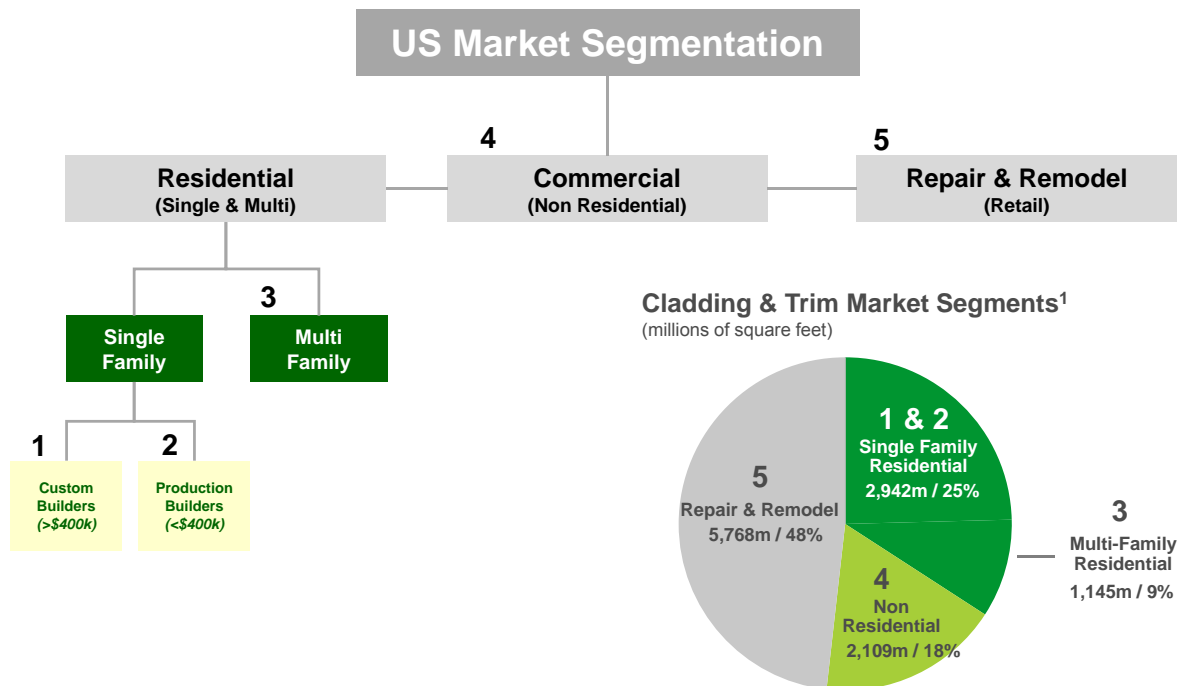 US Market Segmentation
4
5
Residential
(Single & Multi)
Commercial
(Non Residential)
Repair & Remodel
(Retail)
3
Single
Family
Multi
Family
1
2
Custom
Builders
(>$400k)
Production
Builders
(<$400k)
Cladding & Trim Market Segments¹
(millions of square feet)
1 & 2
Single Family
Residential
2,942m / 25%
5
Repair & Remodel
5,768m / 48%
3
Multi-Family
Residential
1,145m / 9%
4
Non
Residential
2,109m / 18%